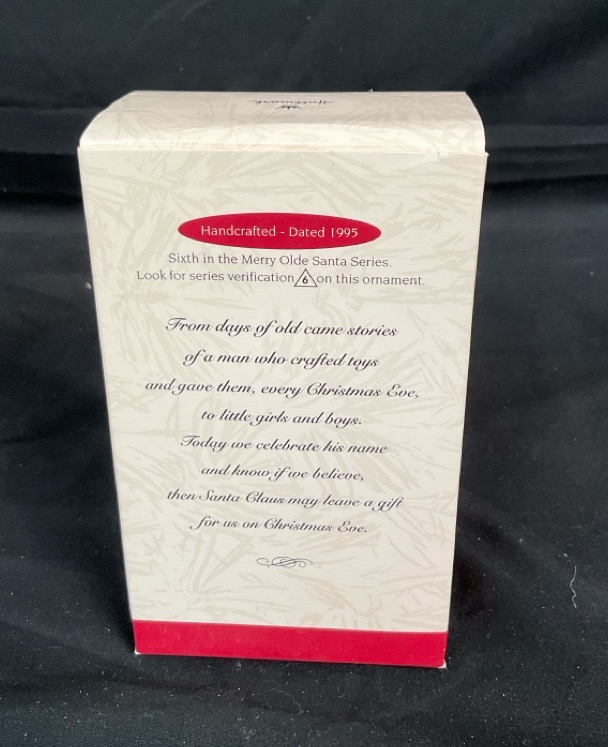 Hallmark
Handcrafted - Dated 1995
Sixth in the Merry Olde Santa Series.
Look for series verification 6 on this ornament.
From days of old came stories
of a man who crafted toys
and gave them, every Christmas Eve,
to little girls and boys.
Today we celebrate his name
and know if we believe,
then Santa Claus may leave a gift
for us on Christmas Eve.